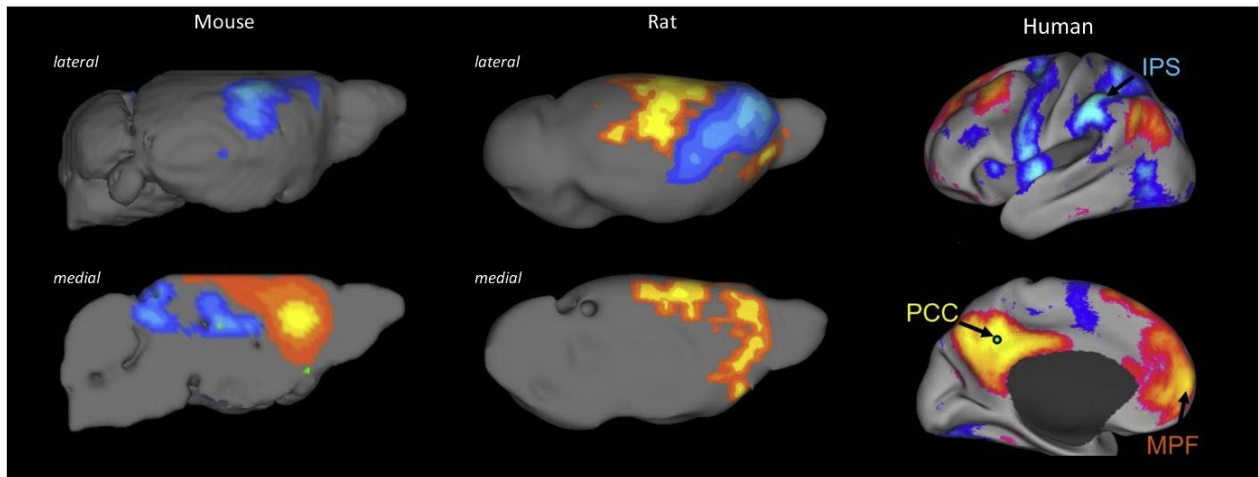 Mouse
Rat
Human
lateral
lateral
IPS
medial
medial
PCC
MPF